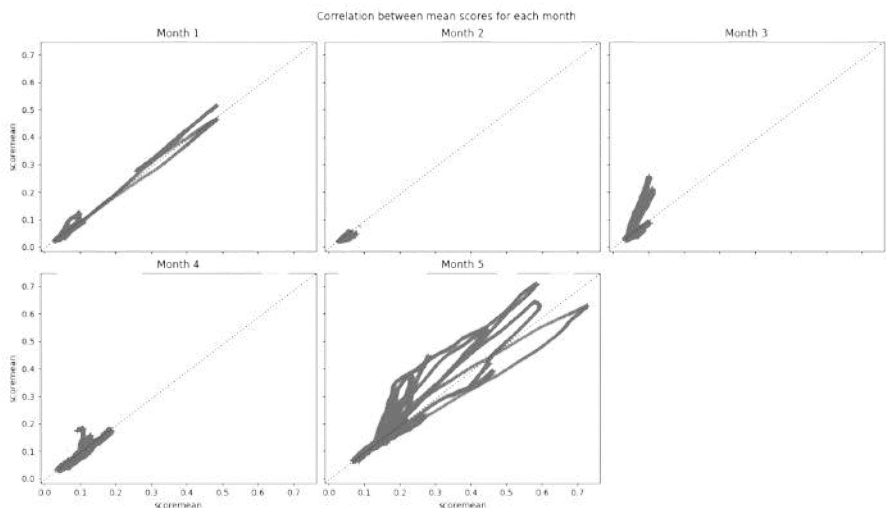 Correlation between mean scores for each month
Month 1
Month 2
Month 3
0.7
0.6
0.5
0.4
0.3
0.2
0.1
0.0
scoremean
Month 4
Month 5
0.7
0.6
0.5
0.4
0.3
0.2
0.1
0.0
scoremean
0.0 0.1 0.2 0.3 0.4 0.5 0.6 0.7
0.0 0.1 0.2 0.3 0.4 0.5 0.6 0.7
scoremean
scoremean